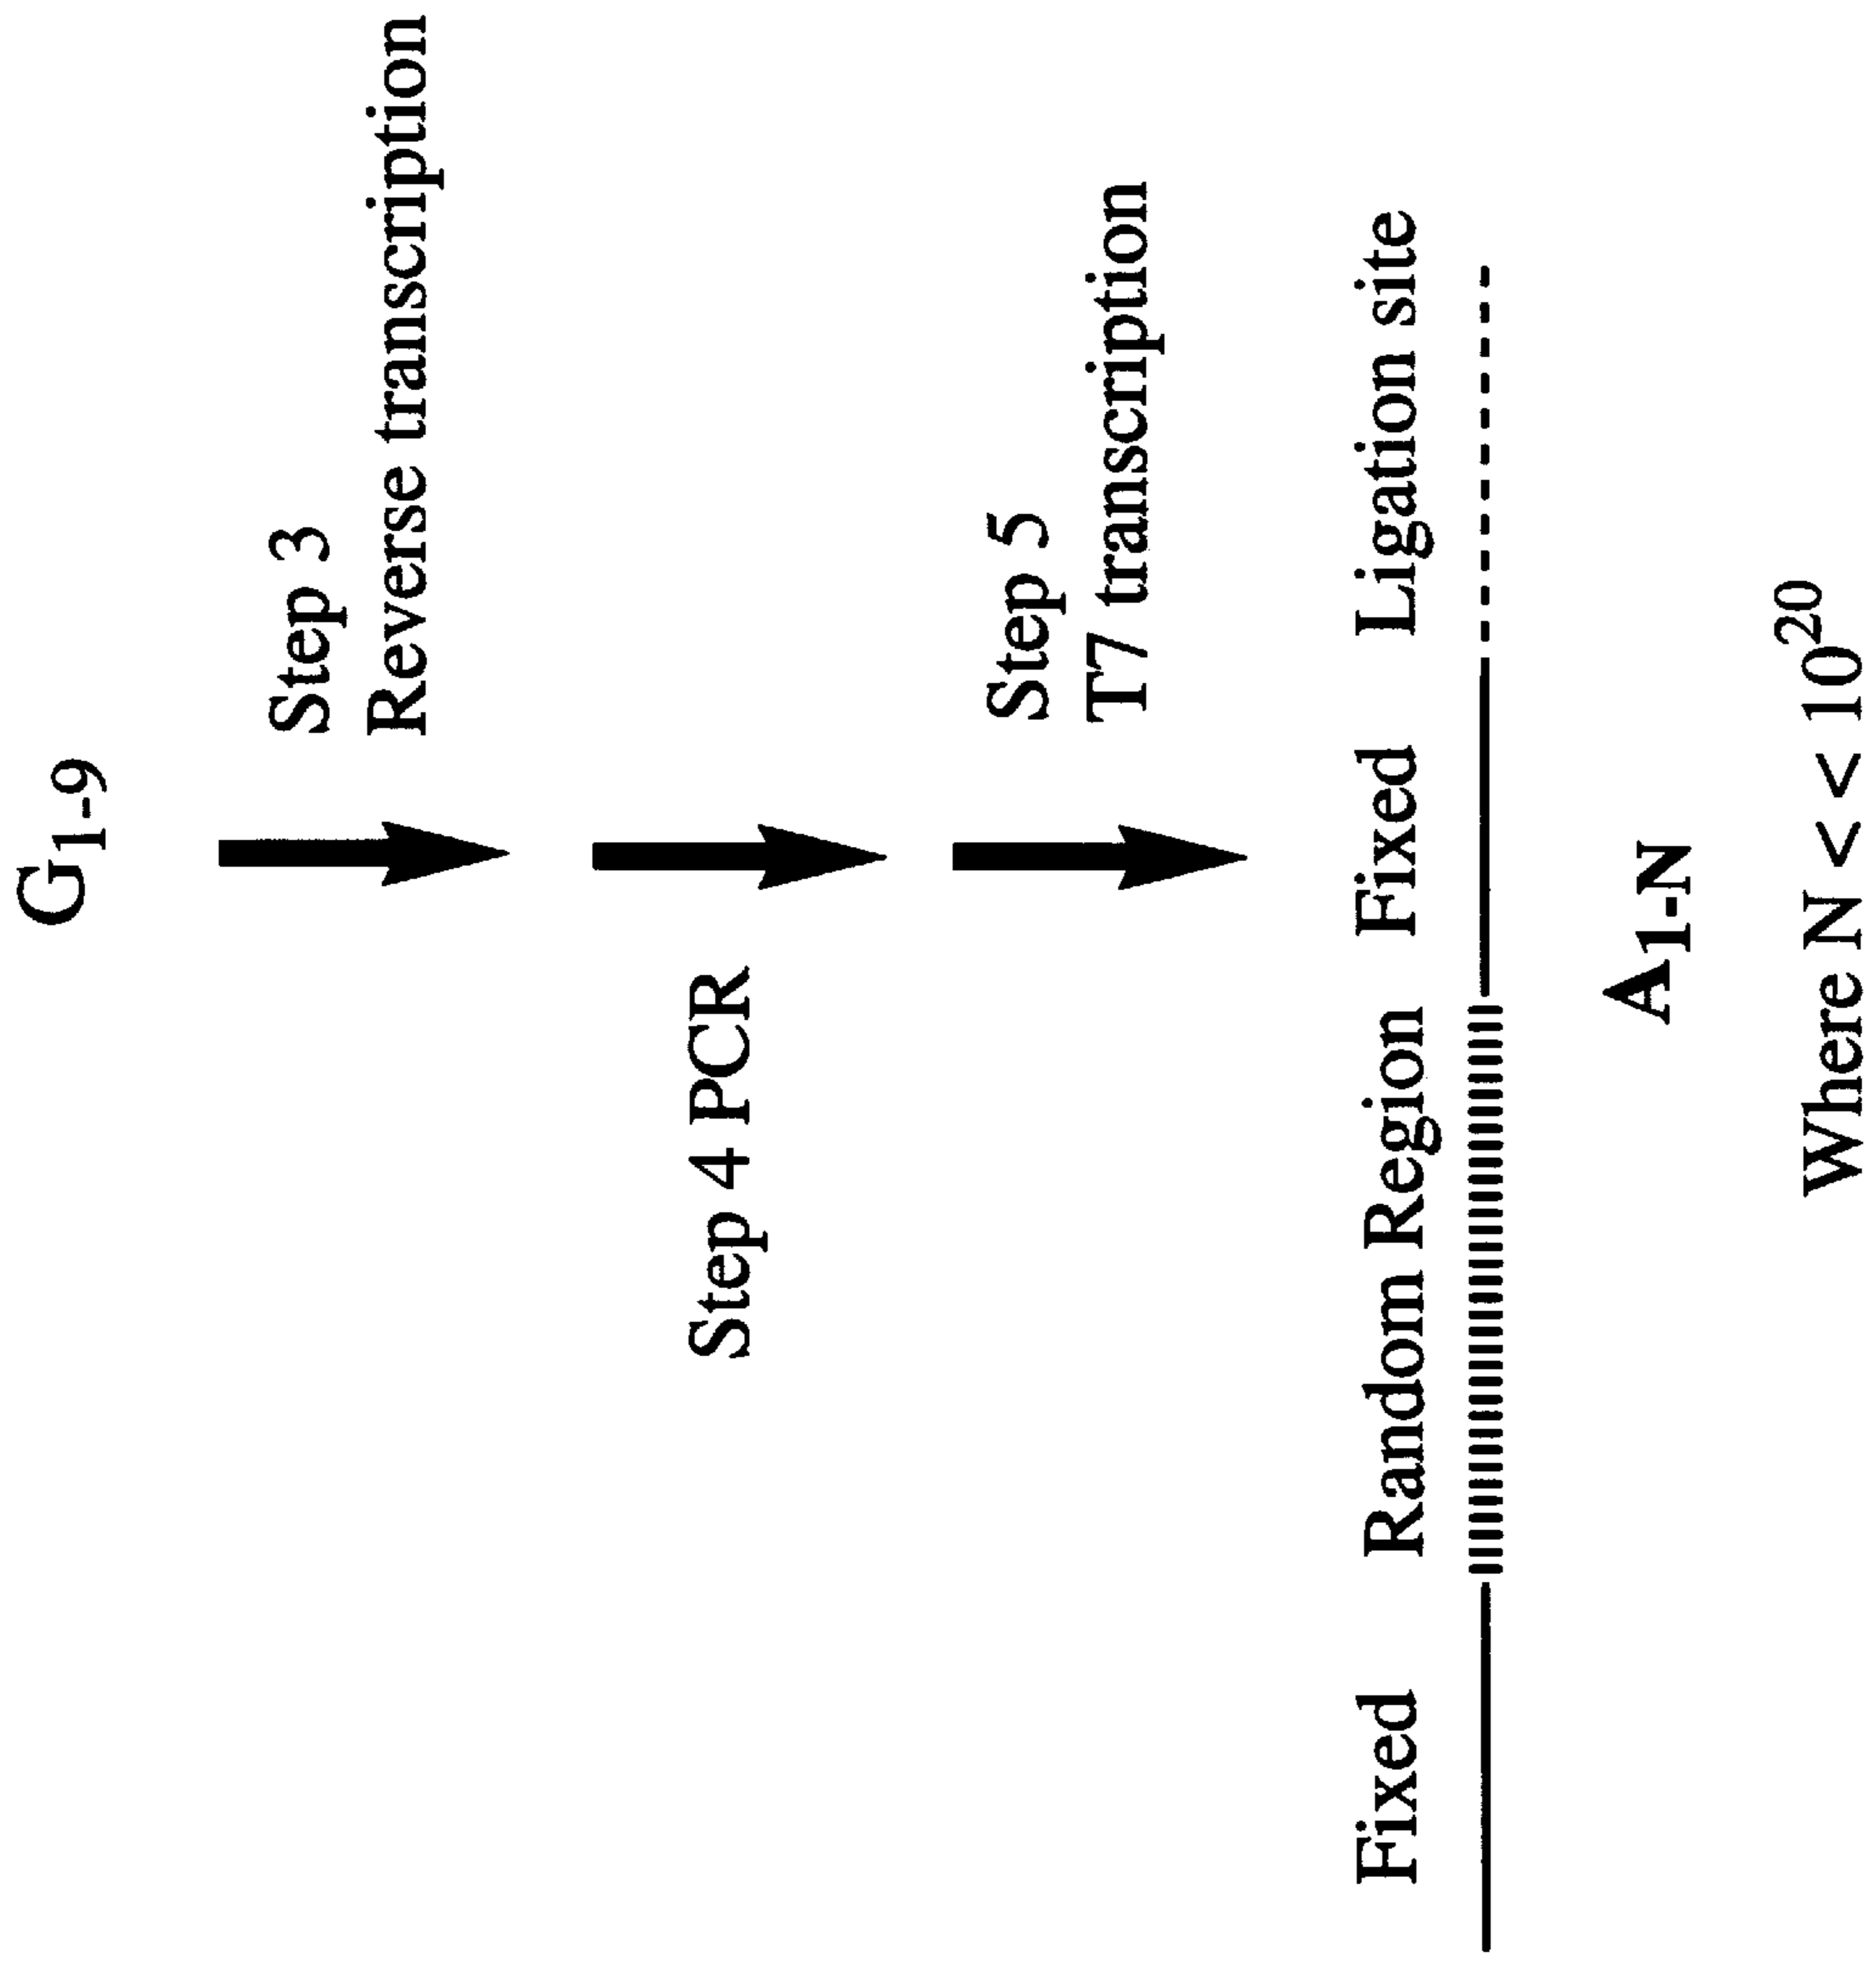 G1-9
Step 3
Reverse transcription
Step 4 PCR
Step 5
T7 transcription
Fixed Random Region Fixed Ligation site
A1-N
Where N < < 10^20